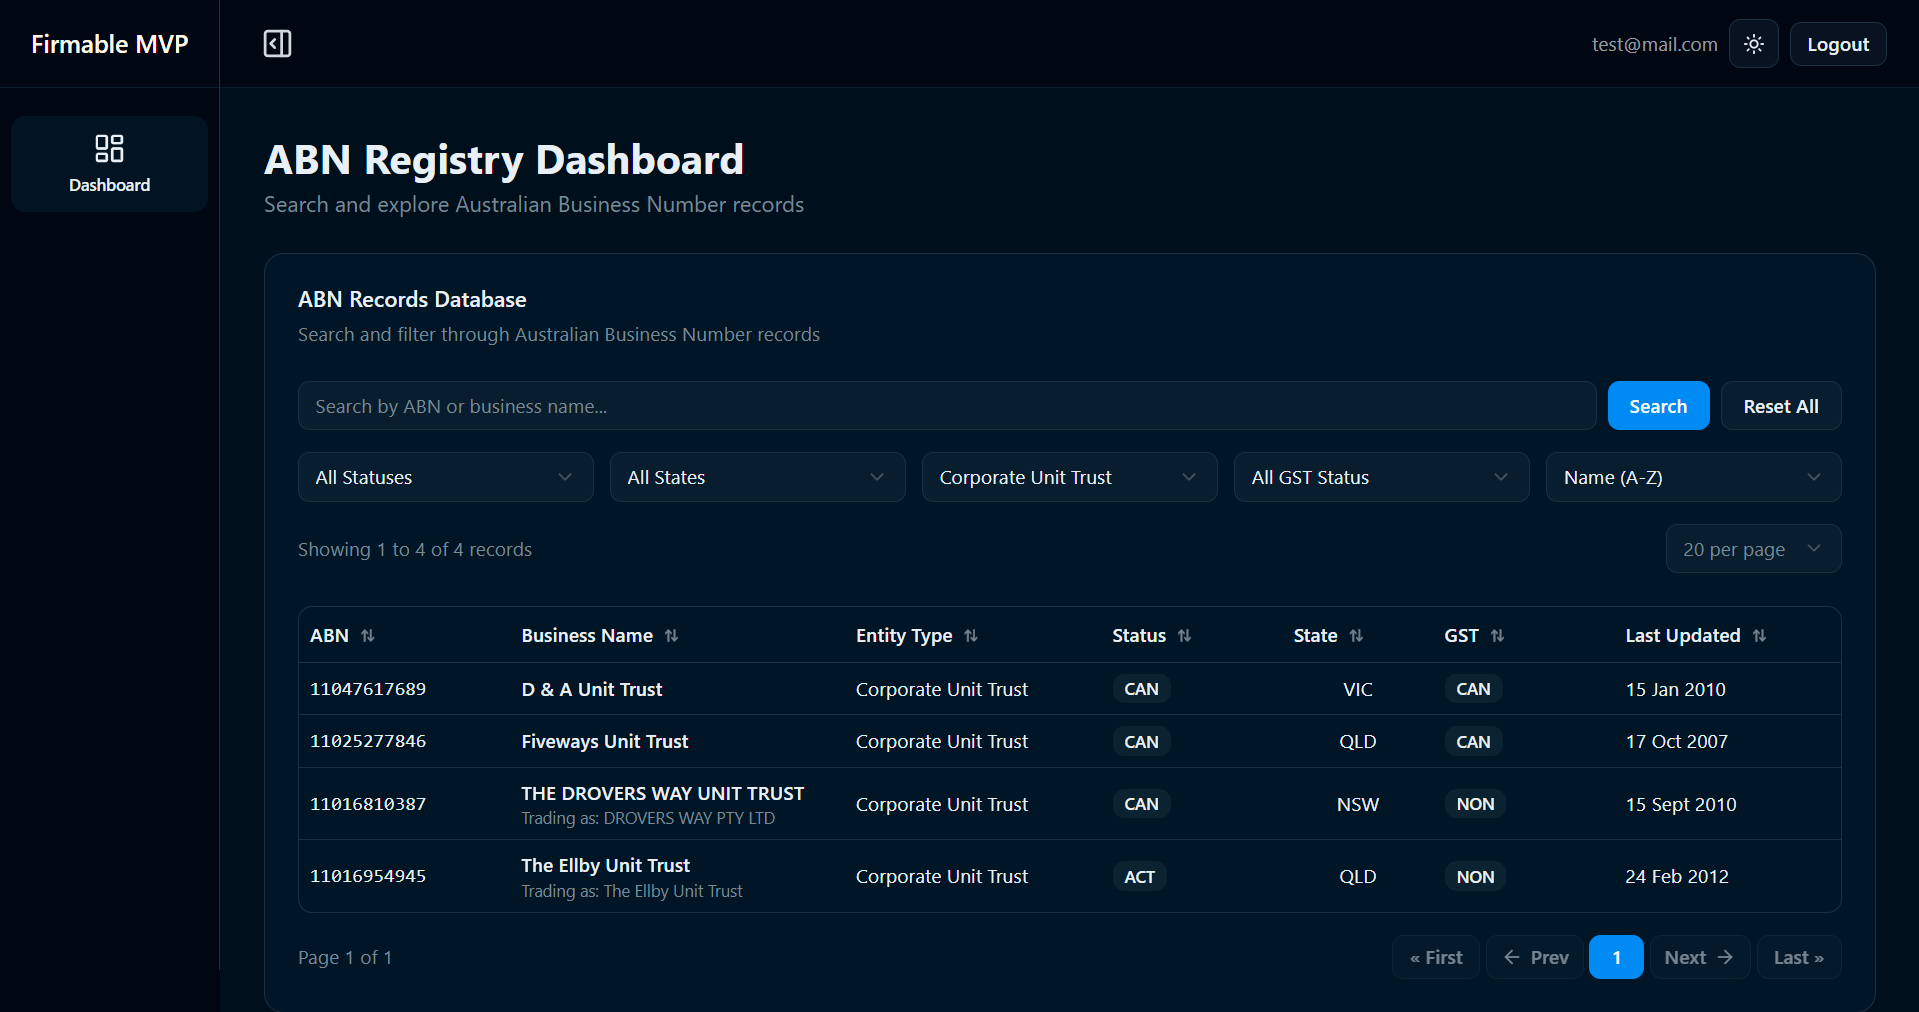 Firmable MVP
test@mail.com
Logout
Dashboard
ABN Registry Dashboard
Search and explore Australian Business Number records
ABN Records Database
Search and filter through Australian Business Number records
Search by ABN or business name...
Search
Reset All
All Statuses
All States
Corporate Unit Trust
All GST Status
Name (A-Z)
Showing 1 to 4 of 4 records
20 per page
ABN Business Name Entity Type Status State GST Last Updated
11047617689 D & A Unit Trust Corporate Unit Trust CAN VIC CAN 15 Jan 2010
11025277846 Fiveways Unit Trust Corporate Unit Trust CAN QLD CAN 17 Oct 2007
11016810387 THE DROVERS WAY UNIT TRUST Corporate Unit Trust CAN NSW NON 15 Sept 2010
Trading as: DROVERS WAY PTY LTD
11016954945 The Ellby Unit Trust Corporate Unit Trust ACT QLD NON 24 Feb 2012
Trading as: The Ellby Unit Trust
Page 1 of 1
« First
← Prev
1
Next →
Last »